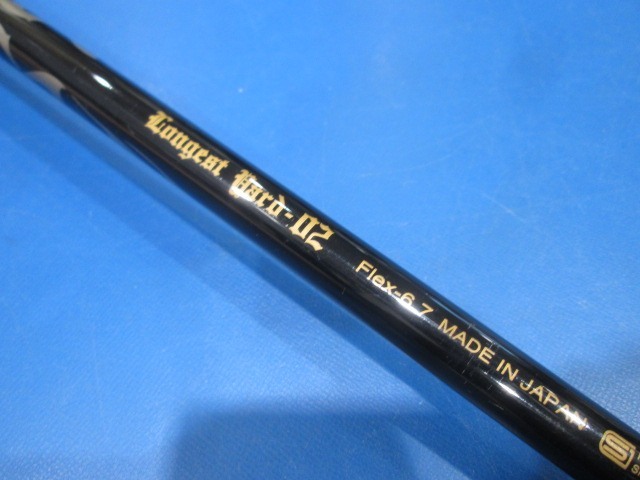 Longest Yard-02
Flex-6.7 MADE IN JAPAN